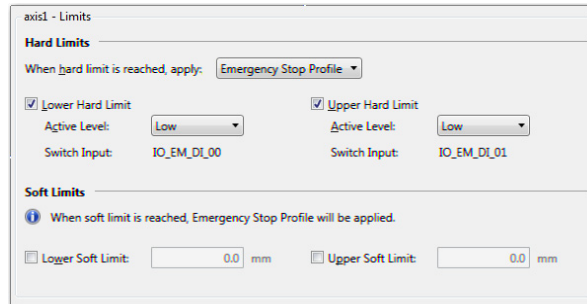 axis1 - Limits
Hard Limits
When hard limit is reached, apply: Emergency Stop Profile
Lower Hard Limit Upper Hard Limit
Active Level: Low Active Level: Low
Switch Input: IO_EM_DI_00 Switch Input: IO_EM_DI_01
Soft Limits
When soft limit is reached, Emergency Stop Profile will be applied.
Lower Soft Limit: 0.0 mm Upper Soft Limit: 0.0 mm